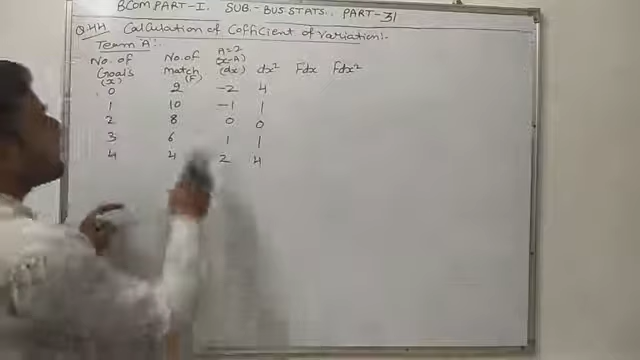 BCOM PART-I. SUB-BUS.STATS.. PART-31
Q.44 Calculation of Cofficient of Variation:-
Team A:-
No. of Goals (x) No. of Match (F) A=2 (x-A) (dx) dx² Fdx Fdx²
0 2 -2 4
1 10 -1 1
2 8 0 0
3 6 1 1
4 4 2 4